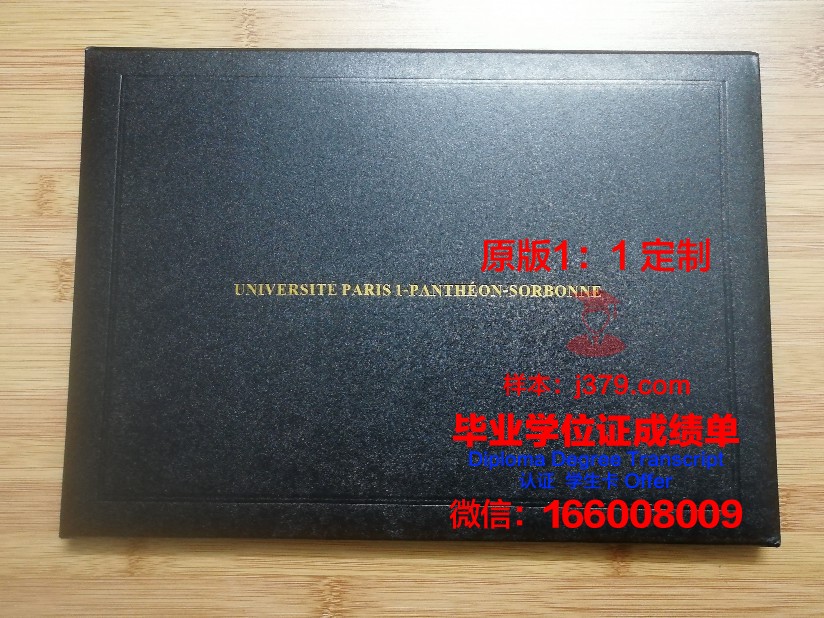 原版1：1 定制
UNIVERSITE PARIS 1-PANTHÉON-SORBONNE
样本：j379.com
毕业学位证成绩单
Diploma Degree Transcript
认证 学生卡 Offer
微信：166008009